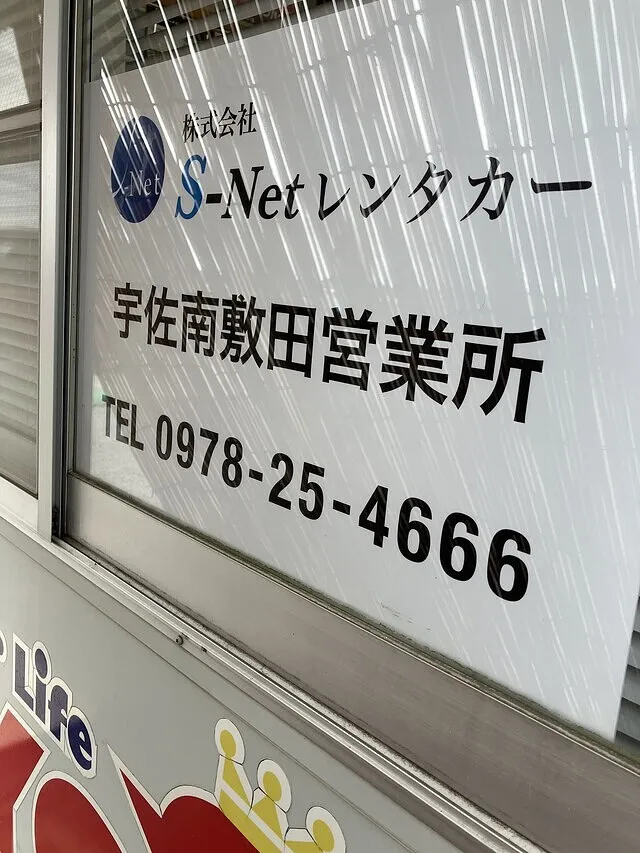 株式会社
S-Net
S-Netレンタカー
宇佐南敷田営業所
TEL 0978-25-4666
Life